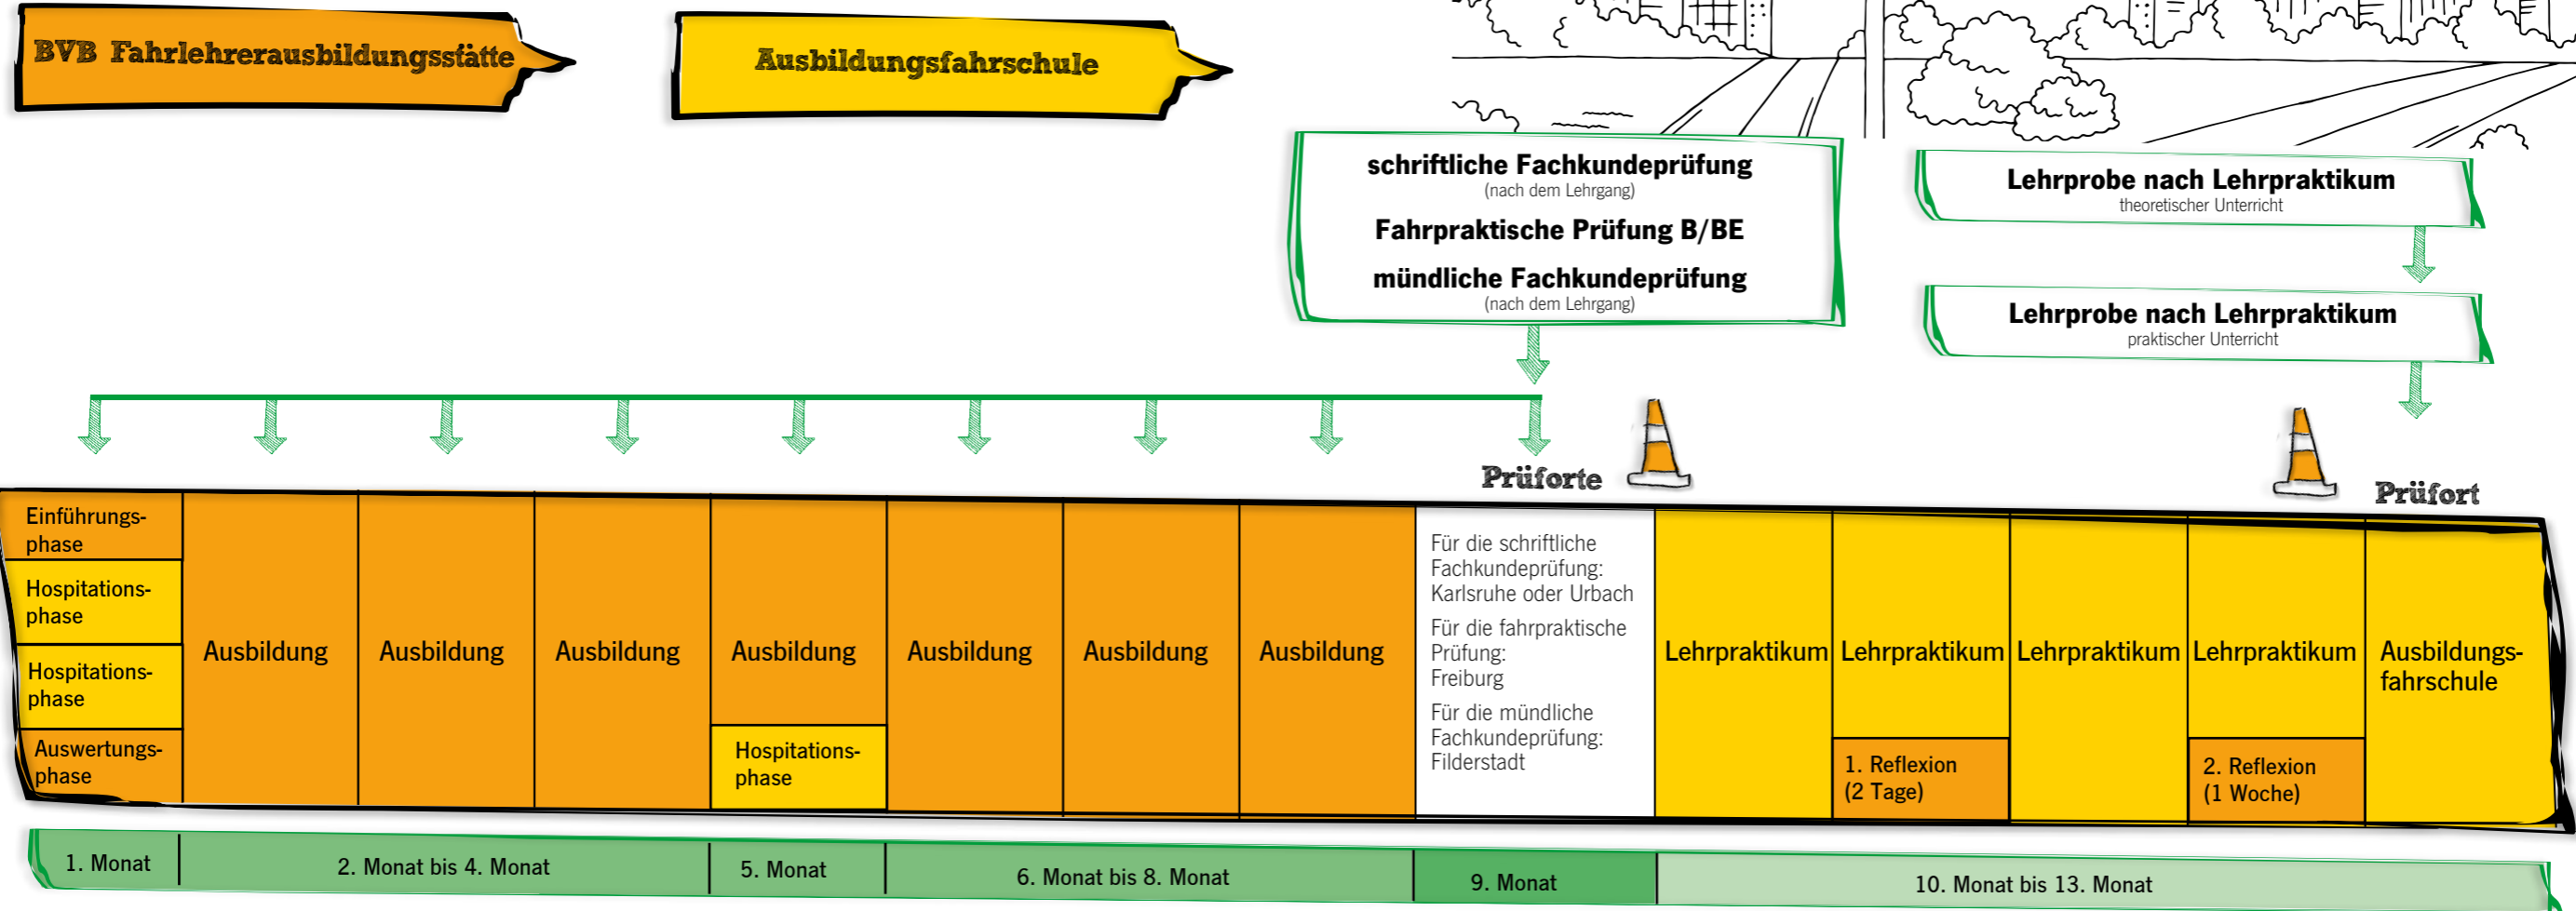 BVB Fahrlehrerausbildungsstätte
Ausbildungsfahrschule
schriftliche Fachkundeprüfung
(nach dem Lehrgang)
Fahrpraktische Prüfung B/BE
mündliche Fachkundeprüfung
(nach dem Lehrgang)
Lehrprobe nach Lehrpraktikum
theoretischer Unterricht
Lehrprobe nach Lehrpraktikum
praktischer Unterricht
Prüforte
Prüfort
Einführungs-
phase
Hospitations-
phase
Hospitations-
phase
Auswertungs-
phase
Ausbildung
Ausbildung
Ausbildung
Ausbildung
Hospitations-
phase
Ausbildung
Ausbildung
Ausbildung
Für die schriftliche
Fachkundeprüfung:
Karlsruhe oder Urbach
Für die fahrpraktische
Prüfung:
Freiburg
Für die mündliche
Fachkundeprüfung:
Filderstadt
Lehrpraktikum
Lehrpraktikum
1. Reflexion
(2 Tage)
Lehrpraktikum
Lehrpraktikum
2. Reflexion
(1 Woche)
Ausbildungs-
fahrschule
1. Monat
2. Monat bis 4. Monat
5. Monat
6. Monat bis 8. Monat
9. Monat
10. Monat bis 13. Monat